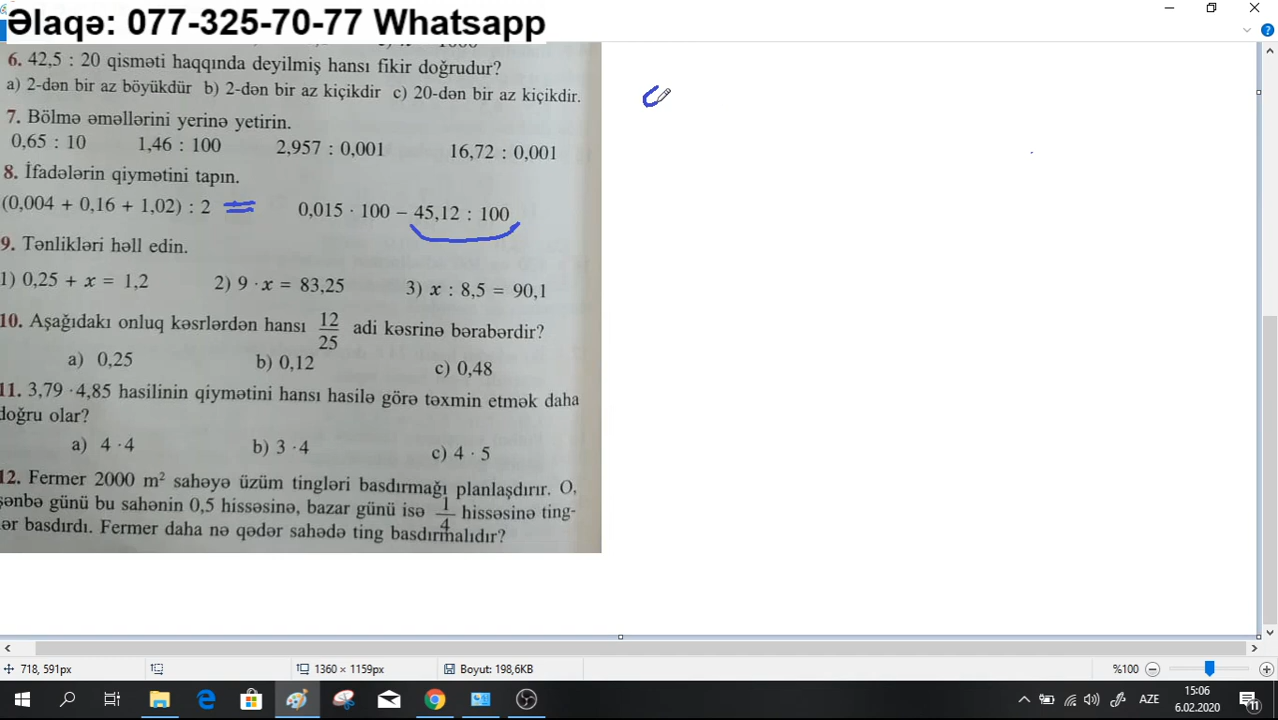 Əlaqə: 077-325-70-77 Whatsapp
6. 42,5 : 20 qisməti haqqında deyilmiş hansı fikir doğrudur?
a) 2-dən bir az böyükdür b) 2-dən bir az kiçikdir c) 20-dən bir az kiçikdir.
7. Bölmə əməllərini yerinə yetirin.
0,65 : 10 1,46 : 100 2,957 : 0,001 16,72 : 0,001
8. İfadələrin qiymətini tapın.
(0,004 + 0,16 + 1,02) : 2 = 0,015 · 100 – 45,12 : 100
9. Tənlikləri həll edin.
1) 0,25 + x = 1,2 2) 9 · x = 83,25 3) x : 8,5 = 90,1
10. Aşağıdakı onluq kəsrlərdən hansı 12/25 adi kəsrinə bərabərdir?
a) 0,25 b) 0,12 c) 0,48
11. 3,79 · 4,85 hasilinin qiymətini hansı hasilə görə təxmin etmək daha
doğru olar?
a) 4 · 4 b) 3 · 4 c) 4 · 5
12. Fermer 2000 m² sahəyə üzüm tingləri basdırmağı planlaşdırır. O,
şənbə günü bu sahənin 0,5 hissəsinə, bazar günü isə 1/4 hissəsinə ting-
lər basdırdı. Fermer daha nə qədər sahədə ting basdırmalıdır?
718, 591px 1360 × 1159px Boyut: 198,6KB %100
AZE 15:06
6.02.2020 11